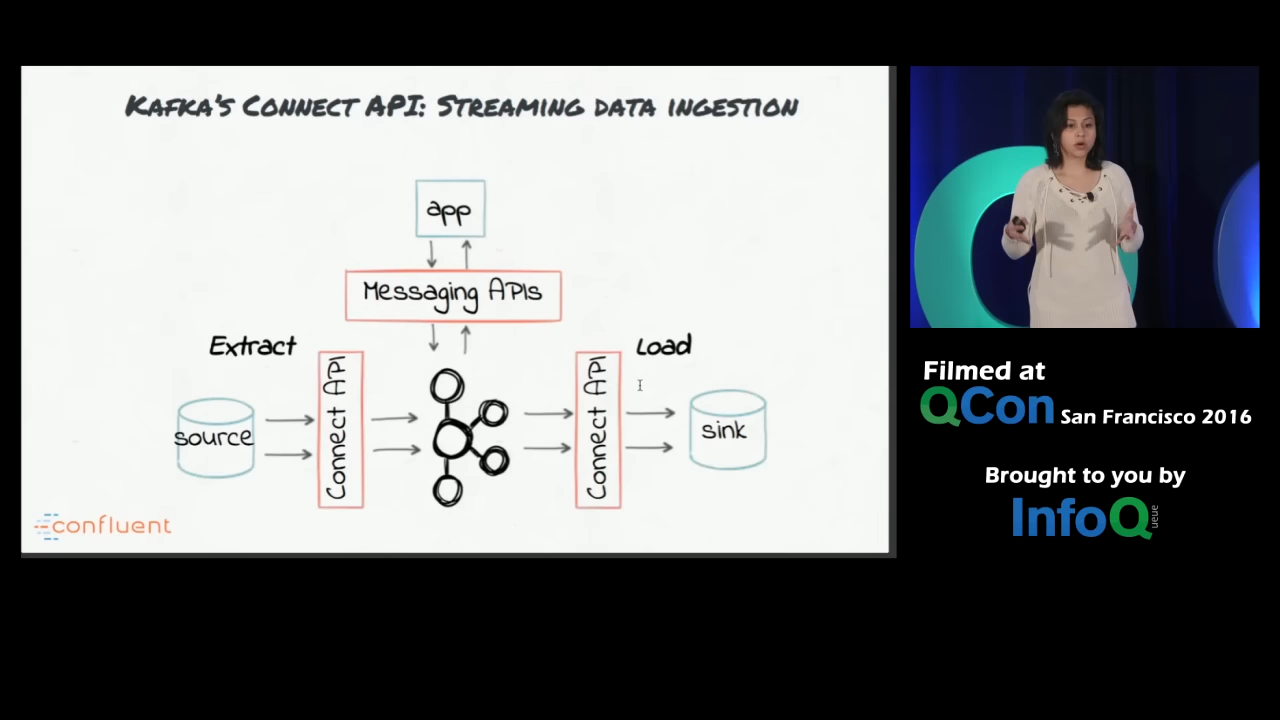 Kafka's Connect API: Streaming data ingestion
app
Messaging APIs
Extract
Load
source
Connect API
Connect API
sink
confluent
Filmed at
QCon San Francisco 2016
Brought to you by
InfoQ
ueue